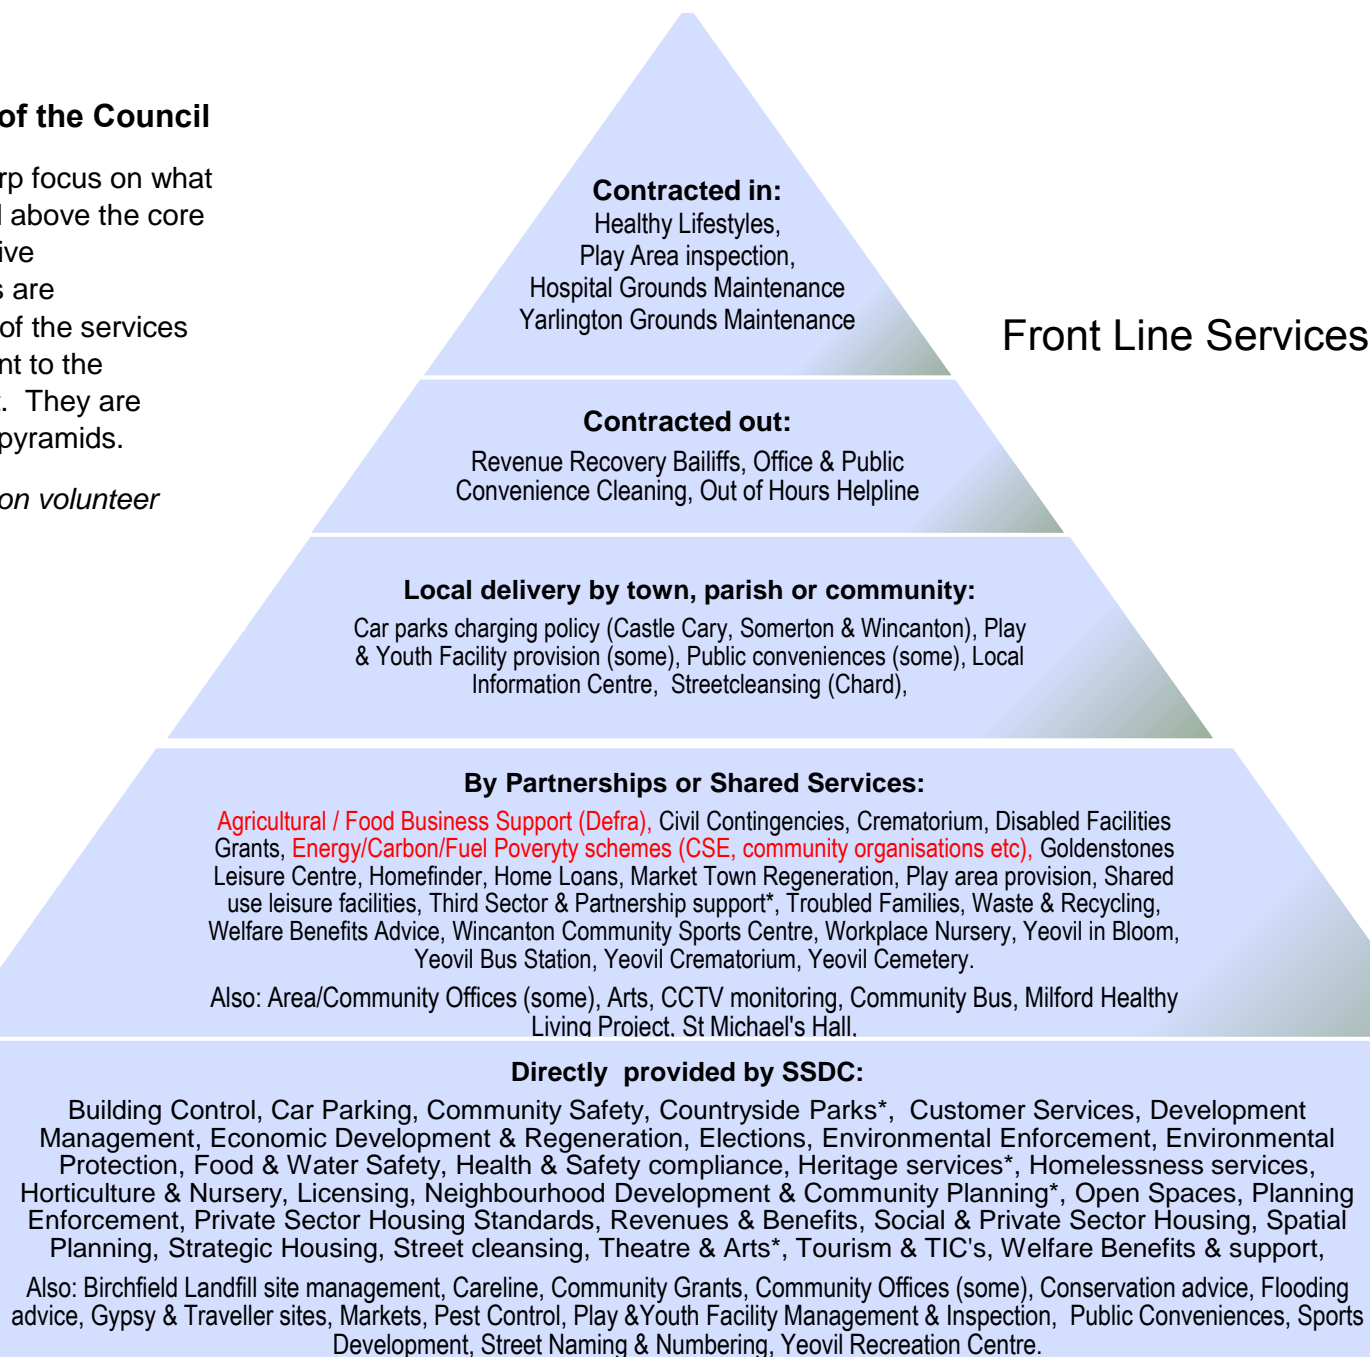 of the Council
rp focus on what
l above the core
ive
s are
of the services
nt to the
t. They are
pyramids.
on volunteer
Front Line Services
Contracted in:
Healthy Lifestyles,
Play Area inspection,
Hospital Grounds Maintenance
Yarlington Grounds Maintenance
Contracted out:
Revenue Recovery Bailiffs, Office & Public
Convenience Cleaning, Out of Hours Helpline
Local delivery by town, parish or community:
Car parks charging policy (Castle Cary, Somerton & Wincanton), Play
& Youth Facility provision (some), Public conveniences (some), Local
Information Centre, Streetcleansing (Chard),
By Partnerships or Shared Services:
Agricultural / Food Business Support (Defra), Civil Contingencies, Crematorium, Disabled Facilities
Grants, Energy/Carbon/Fuel Poveryty schemes (CSE, community organisations etc), Goldenstones
Leisure Centre, Homefinder, Home Loans, Market Town Regeneration, Play area provision, Shared
use leisure facilities, Third Sector & Partnership support*, Troubled Families, Waste & Recycling,
Welfare Benefits Advice, Wincanton Community Sports Centre, Workplace Nursery, Yeovil in Bloom,
Yeovil Bus Station, Yeovil Crematorium, Yeovil Cemetery.
Also: Area/Community Offices (some), Arts, CCTV monitoring, Community Bus, Milford Healthy
Living Project. St Michael's Hall,
Directly provided by SSDC:
Building Control, Car Parking, Community Safety, Countryside Parks*, Customer Services, Development
Management, Economic Development & Regeneration, Elections, Environmental Enforcement, Environmental
Protection, Food & Water Safety, Health & Safety compliance, Heritage services*, Homelessness services,
Horticulture & Nursery, Licensing, Neighbourhood Development & Community Planning*, Open Spaces, Planning
Enforcement, Private Sector Housing Standards, Revenues & Benefits, Social & Private Sector Housing, Spatial
Planning, Strategic Housing, Street cleansing, Theatre & Arts*, Tourism & TIC's, Welfare Benefits & support,
Also: Birchfield Landfill site management, Careline, Community Grants, Community Offices (some), Conservation advice, Flooding
advice, Gypsy & Traveller sites, Markets, Pest Control, Play &Youth Facility Management & Inspection, Public Conveniences, Sports
Development, Street Naming & Numbering, Yeovil Recreation Centre.